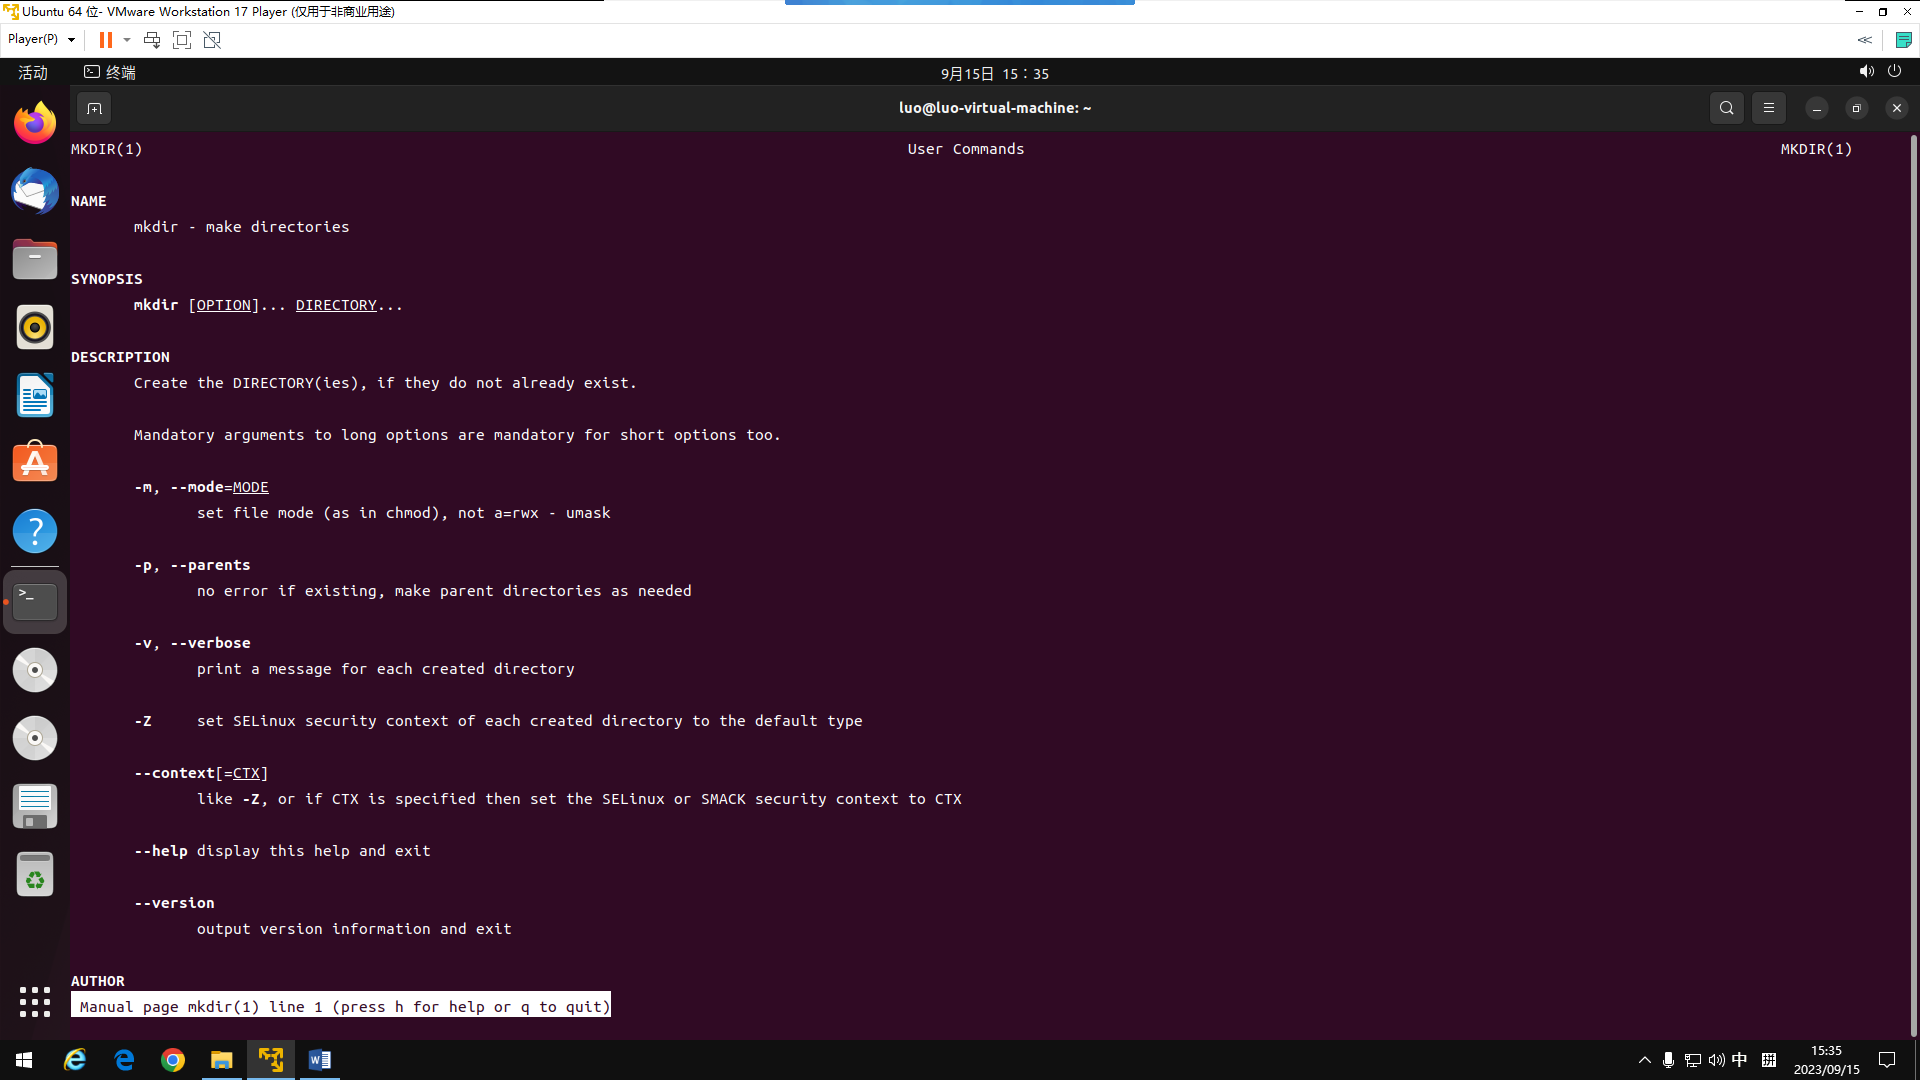 Ubuntu 64 位- VMware Workstation 17 Player (仅用于非商业用途)
Player(P)
活动 终端 9月15日 15：35
luo@luo-virtual-machine: ~
MKDIR(1) User Commands MKDIR(1)
NAME
mkdir - make directories
SYNOPSIS
mkdir [OPTION]... DIRECTORY...
DESCRIPTION
Create the DIRECTORY(ies), if they do not already exist.
Mandatory arguments to long options are mandatory for short options too.
-m, --mode=MODE
set file mode (as in chmod), not a=rwx - umask
-p, --parents
no error if existing, make parent directories as needed
-v, --verbose
print a message for each created directory
-Z set SELinux security context of each created directory to the default type
--context[=CTX]
like -Z, or if CTX is specified then set the SELinux or SMACK security context to CTX
--help display this help and exit
--version
output version information and exit
AUTHOR
Manual page mkdir(1) line 1 (press h for help or q to quit)
中 拼
15:35
2023/09/15